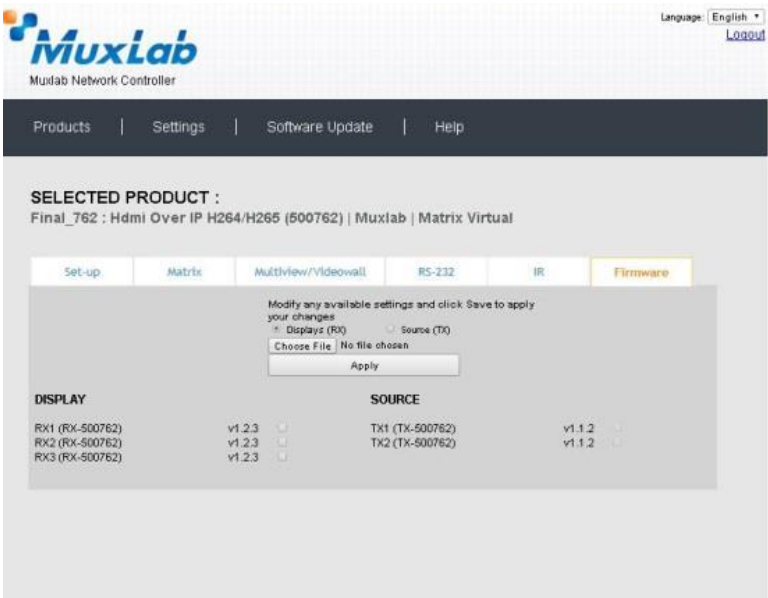 Language: English
Logout
MuxLab
Muxlab Network Controller
Products | Settings | Software Update | Help
SELECTED PRODUCT :
Final_762 : Hdmi Over IP H264/H265 (500762) | Muxlab | Matrix Virtual
Set-up Matrix Multiview/Videowall RS-232 IR Firmware
Modify any available settings and click Save to apply
your changes
Displays (RX) Source (TX)
Choose File No file chosen
Apply
DISPLAY SOURCE
RX1 (RX-500762) v1.2.3 TX1 (TX-500762) v1.1.2
RX2 (RX-500762) v1.2.3 TX2 (TX-500762) v1.1.2
RX3 (RX-500762) v1.2.3